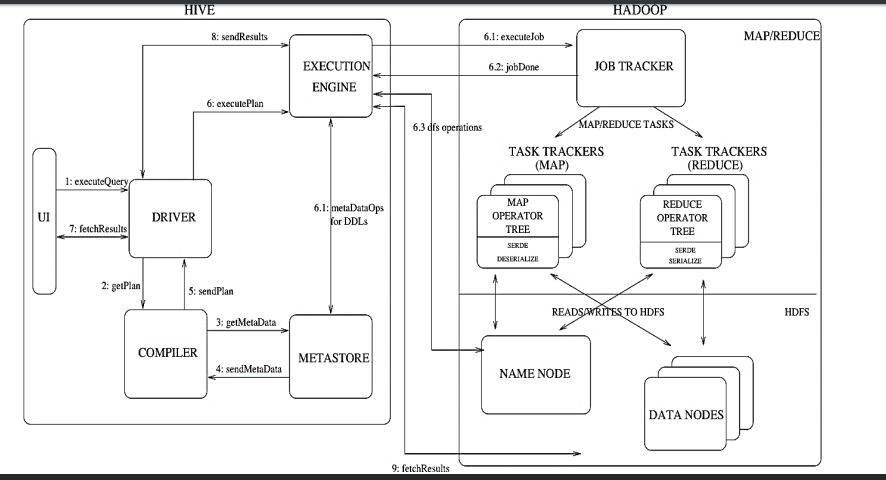 HIVE
HADOOP
8: sendResults
6.1: executeJob
MAP/REDUCE
EXECUTION
ENGINE
6.2: jobDone
JOB TRACKER
6: executePlan
6.3 dfs operations
MAP/REDUCE TASKS
TASK TRACKERS
(MAP)
TASK TRACKERS
(REDUCE)
1: executeQuery
UI
DRIVER
7: fetchResults
6.1: metaDataOps
for DDLs
MAP
OPERATOR
TREE
SERDE
DESERIALIZE
REDUCE
OPERATOR
TREE
SERDE
SERIALIZE
2: getPlan
5: sendPlan
READS/WRITES TO HDFS
HDFS
3: getMetaData
COMPILER
METASTORE
4: sendMetaData
NAME NODE
DATA NODES
9: fetchResults